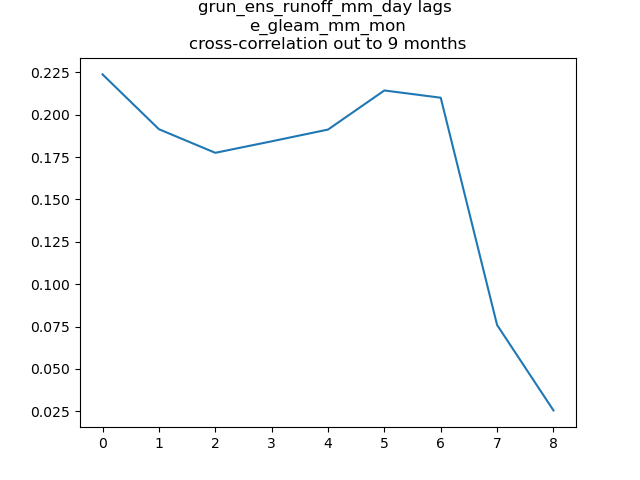 grun_ens_runoff_mm_day lags
e_gleam_mm_mon
cross-correlation out to 9 months
0.225
0.200
0.175
0.150
0.125
0.100
0.075
0.050
0.025
0 1 2 3 4 5 6 7 8